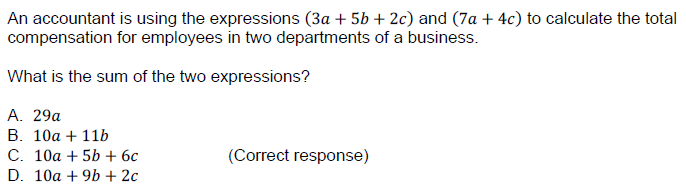 An accountant is using the expressions (3a + 5b + 2c) and (7a + 4c) to calculate the total
compensation for employees in two departments of a business.
What is the sum of the two expressions?
A. 29a
B. 10a + 11b
C. 10a + 5b + 6c (Correct response)
D. 10a + 9b + 2c